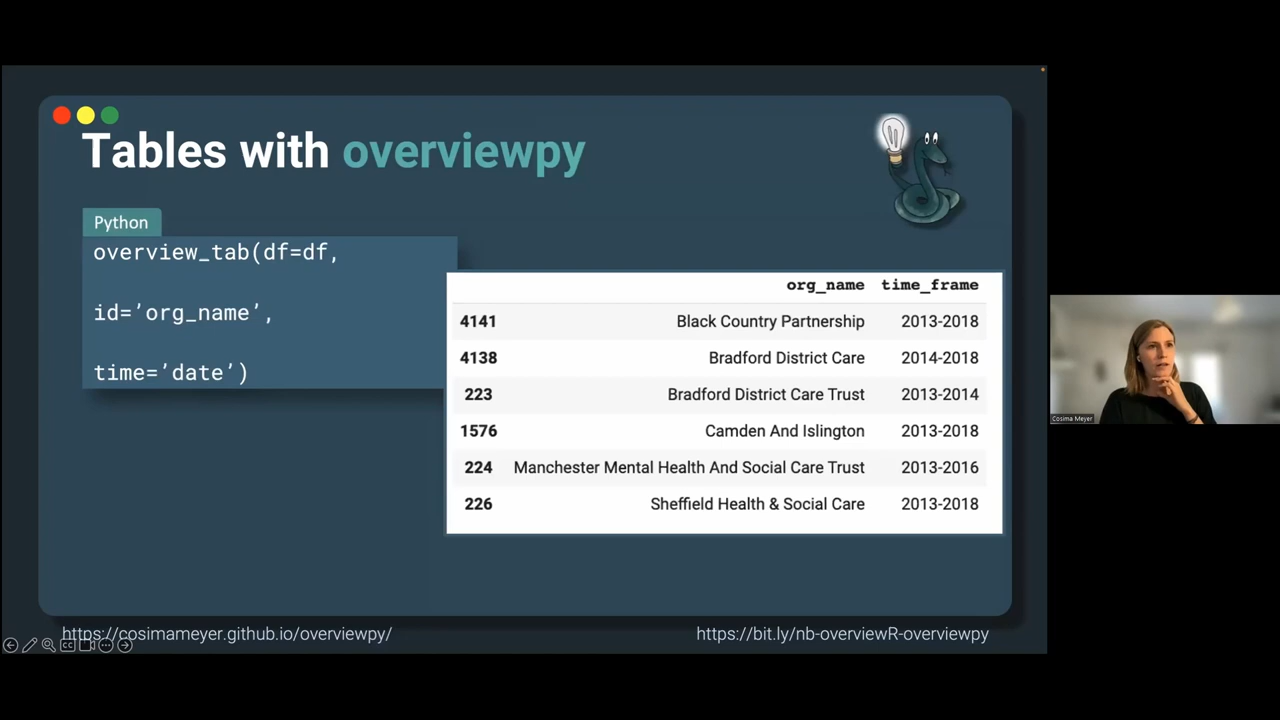 Tables with overviewpy
Python
overview_tab(df=df,
id=’org_name’,
time=’date’)
org_name time_frame
4141 Black Country Partnership 2013-2018
4138 Bradford District Care 2014-2018
223 Bradford District Care Trust 2013-2014
1576 Camden And Islington 2013-2018
224 Manchester Mental Health And Social Care Trust 2013-2016
226 Sheffield Health & Social Care 2013-2018
Cosima Meyer
https://cosimameyer.github.io/overviewpy/
https://bit.ly/nb-overviewR-overviewpy
CC